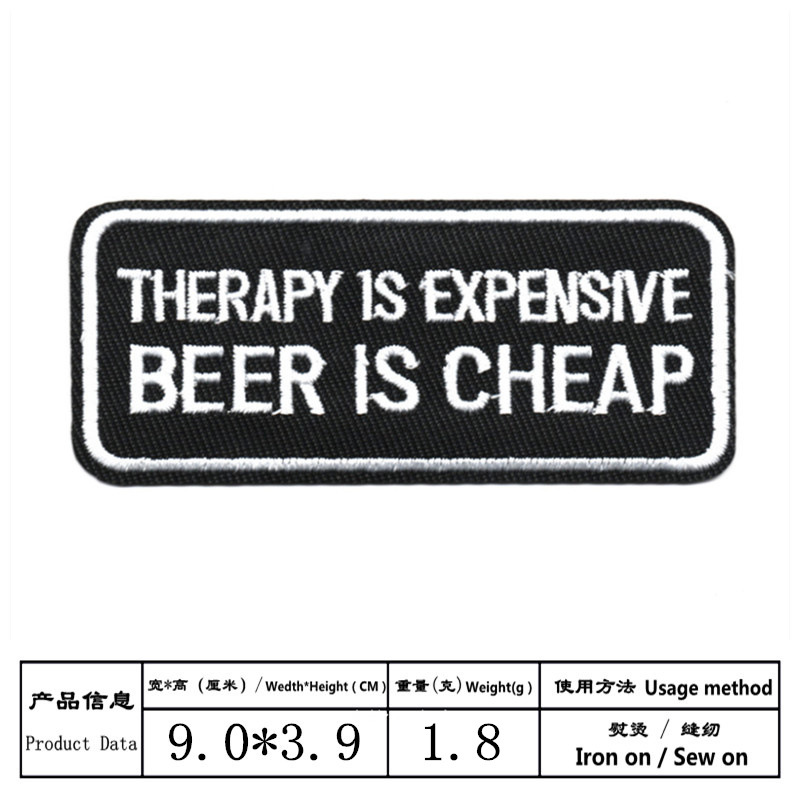 THERAPY IS EXPENSIVE
BEER IS CHEAP
产品信息
Product Data
宽*高（厘米）/ Wedth*Height ( CM )
9.0*3.9
重量(克) Weight(g)
1.8
使用方法 Usage method
熨烫 / 缝纫
Iron on / Sew on